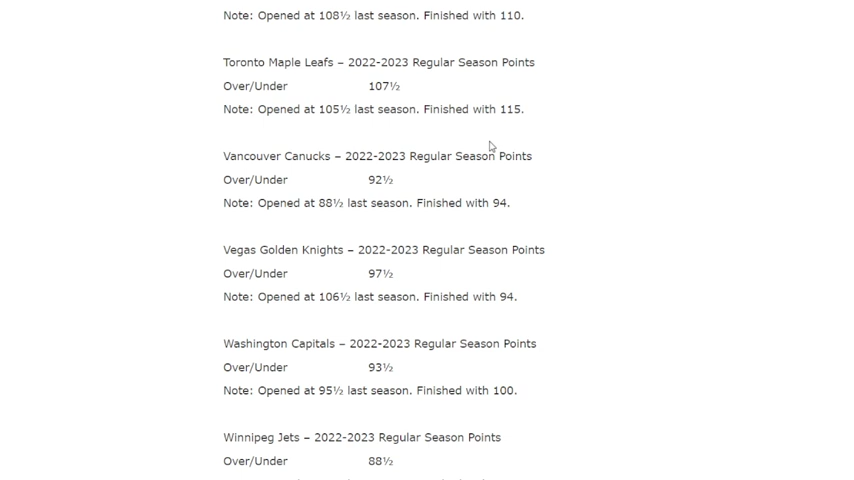 Note: Opened at 108½ last season. Finished with 110.
Toronto Maple Leafs – 2022-2023 Regular Season Points
Over/Under 107½
Note: Opened at 105½ last season. Finished with 115.
Vancouver Canucks – 2022-2023 Regular Season Points
Over/Under 92½
Note: Opened at 88½ last season. Finished with 94.
Vegas Golden Knights – 2022-2023 Regular Season Points
Over/Under 97½
Note: Opened at 106½ last season. Finished with 94.
Washington Capitals – 2022-2023 Regular Season Points
Over/Under 93½
Note: Opened at 95½ last season. Finished with 100.
Winnipeg Jets – 2022-2023 Regular Season Points
Over/Under 88½